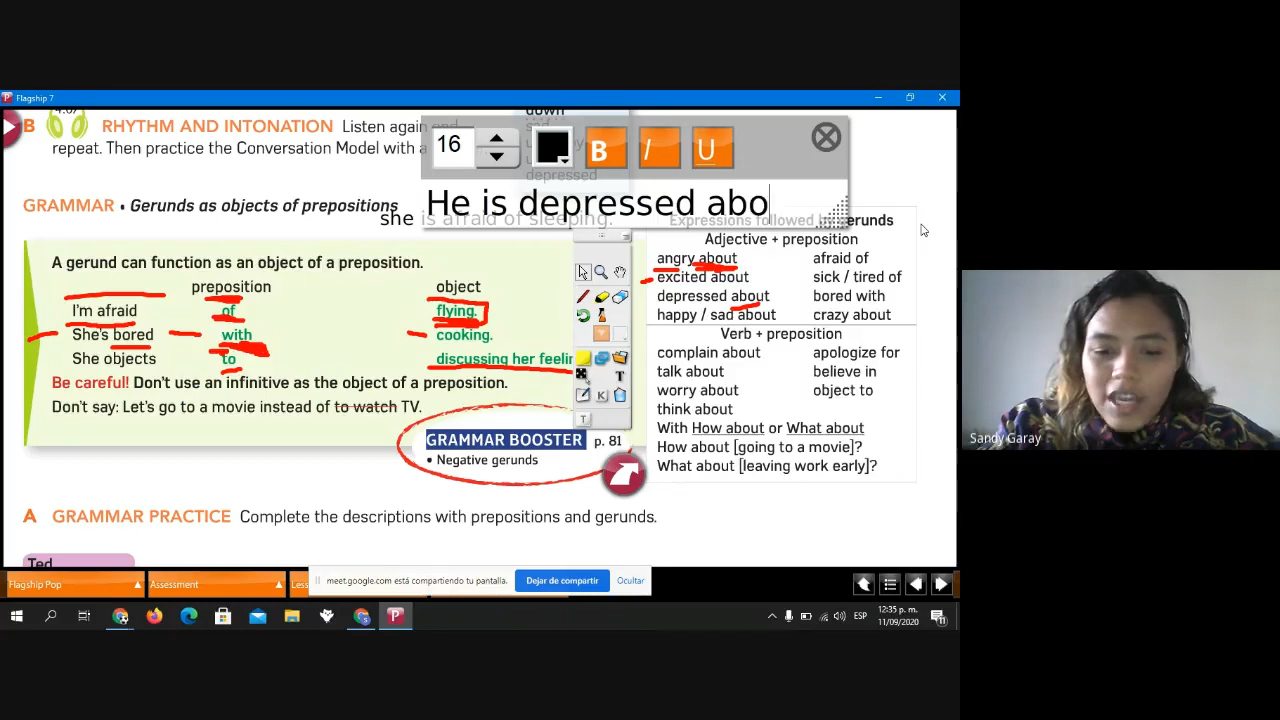 Flagship 7
4:07
B RHYTHM AND INTONATION Listen again and
repeat. Then practice the Conversation Model with a
down
depressed
16
B I U
He is depressed abo
she is afraid of sleeping.
GRAMMAR • Gerunds as objects of prepositions
A gerund can function as an object of a preposition.
preposition object
I'm afraid of flying.
She's bored with cooking.
She objects to discussing her feelin
Be careful! Don't use an infinitive as the object of a preposition.
Don't say: Let's go to a movie instead of to watch TV.
GRAMMAR BOOSTER p. 81
• Negative gerunds
T
K
T
Expressions followed by gerunds
Adjective + preposition
angry about afraid of
excited about sick / tired of
depressed about bored with
happy / sad about crazy about
Verb + preposition
complain about apologize for
talk about believe in
worry about object to
think about
With How about or What about
How about [going to a movie]?
What about [leaving work early]?
A GRAMMAR PRACTICE Complete the descriptions with prepositions and gerunds.
Ted
Flagship Pop
Assessment
Less
meet.google.com está compartiendo tu pantalla.
Dejar de compartir
Ocultar
ESP
12:35 p. m.
11/09/2020
Sandy Garay